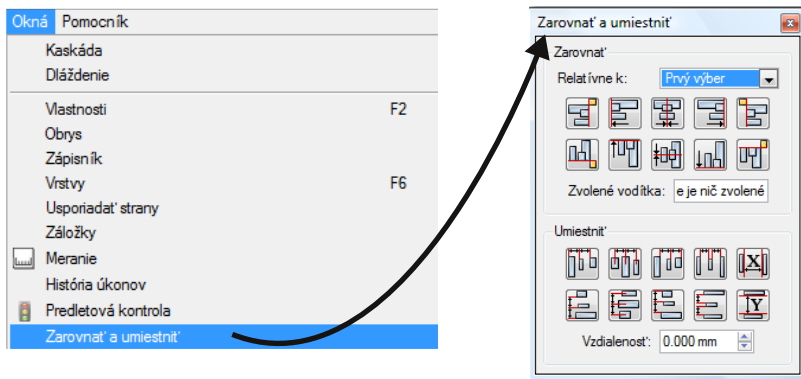 Okná Pomocník
Kaskáda
Dláždenie
Vlastnosti F2
Obrys
Zápisník
Vrstvy F6
Usporiadať strany
Záložky
Meranie
História úkonov
Predletová kontrola
Zarovnať a umiestniť
Zarovnať a umiestniť
Zarovnať
Relatívne k: Prvý výber
Zvolené vodítka: e je nič zvolené
Umiestniť
X
Y
Vzdialenosť: 0.000 mm